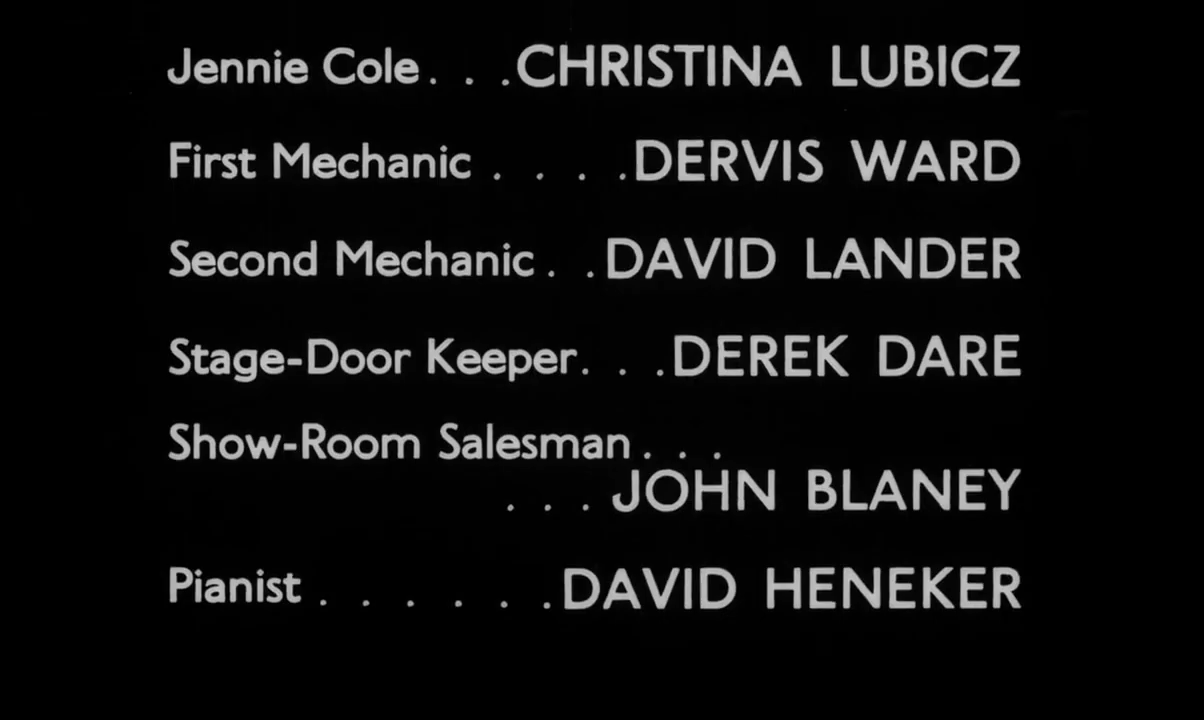 Jennie Cole. . .CHRISTINA LUBICZ
First Mechanic . . . .DERVIS WARD
Second Mechanic. . .DAVID LANDER
Stage-Door Keeper. . .DEREK DARE
Show-Room Salesman . . .
. . . JOHN BLANEY
Pianist . . . . . .DAVID HENEKER